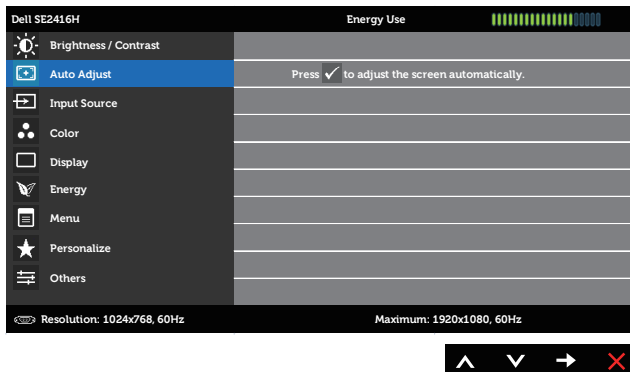 Dell SE2416H Energy Use
Brightness / Contrast
Auto Adjust Press ✓ to adjust the screen automatically.
Input Source
Color
Display
Energy
Menu
Personalize
Others
Resolution: 1024x768, 60Hz Maximum: 1920x1080, 60Hz